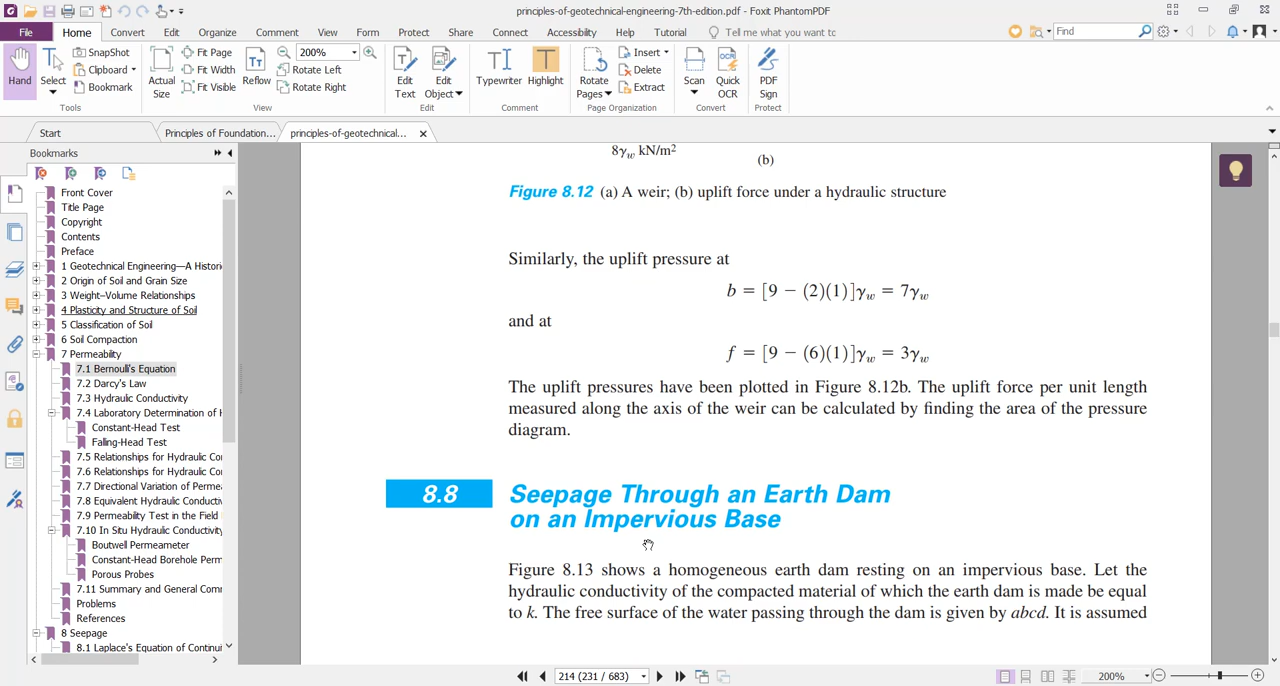 principles-of-geotechnical-engineering-7th-edition.pdf - Foxit PhantomPDF
File Home Convert Edit Organize Comment View Form Protect Share Connect Accessibility Help Tutorial Tell me what you want to Find
Hand
Select
SnapShot
Clipboard
Bookmark
Tools
Actual Size
Fit Page
Fit Width
Fit Visible
Reflow
200%
Rotate Left
Rotate Right
View
Edit Text
Edit Object
Edit
Typewriter
Highlight
Comment
Rotate Pages
Insert
Delete
Extract
Page Organization
Scan
Quick OCR
Convert
PDF Sign
Protect
Start
Principles of Foundation...
principles-of-geotechnical...
Bookmarks
Front Cover
Title Page
Copyright
Contents
Preface
1 Geotechnical Engineering—A Histori
2 Origin of Soil and Grain Size
3 Weight–Volume Relationships
4 Plasticity and Structure of Soil
5 Classification of Soil
6 Soil Compaction
7 Permeability
7.1 Bernoulli's Equation
7.2 Darcy's Law
7.3 Hydraulic Conductivity
7.4 Laboratory Determination of H
Constant-Head Test
Falling-Head Test
7.5 Relationships for Hydraulic Co
7.6 Relationships for Hydraulic Co
7.7 Directional Variation of Permea
7.8 Equivalent Hydraulic Conducti
7.9 Permeability Test in the Field
7.10 In Situ Hydraulic Conductivity
Boutwell Permeameter
Constant-Head Borehole Perm
Porous Probes
7.11 Summary and General Comm
Problems
References
8 Seepage
8.1 Laplace's Equation of Continui
8γw kN/m²
(b)
Figure 8.12 (a) A weir; (b) uplift force under a hydraulic structure
Similarly, the uplift pressure at
b = [9 − (2)(1)]γw = 7γw
and at
f = [9 − (6)(1)]γw = 3γw
The uplift pressures have been plotted in Figure 8.12b. The uplift force per unit length
measured along the axis of the weir can be calculated by finding the area of the pressure
diagram.
8.8 Seepage Through an Earth Dam
on an Impervious Base
Figure 8.13 shows a homogeneous earth dam resting on an impervious base. Let the
hydraulic conductivity of the compacted material of which the earth dam is made be equal
to k. The free surface of the water passing through the dam is given by abcd. It is assumed
214 (231 / 683)
200%